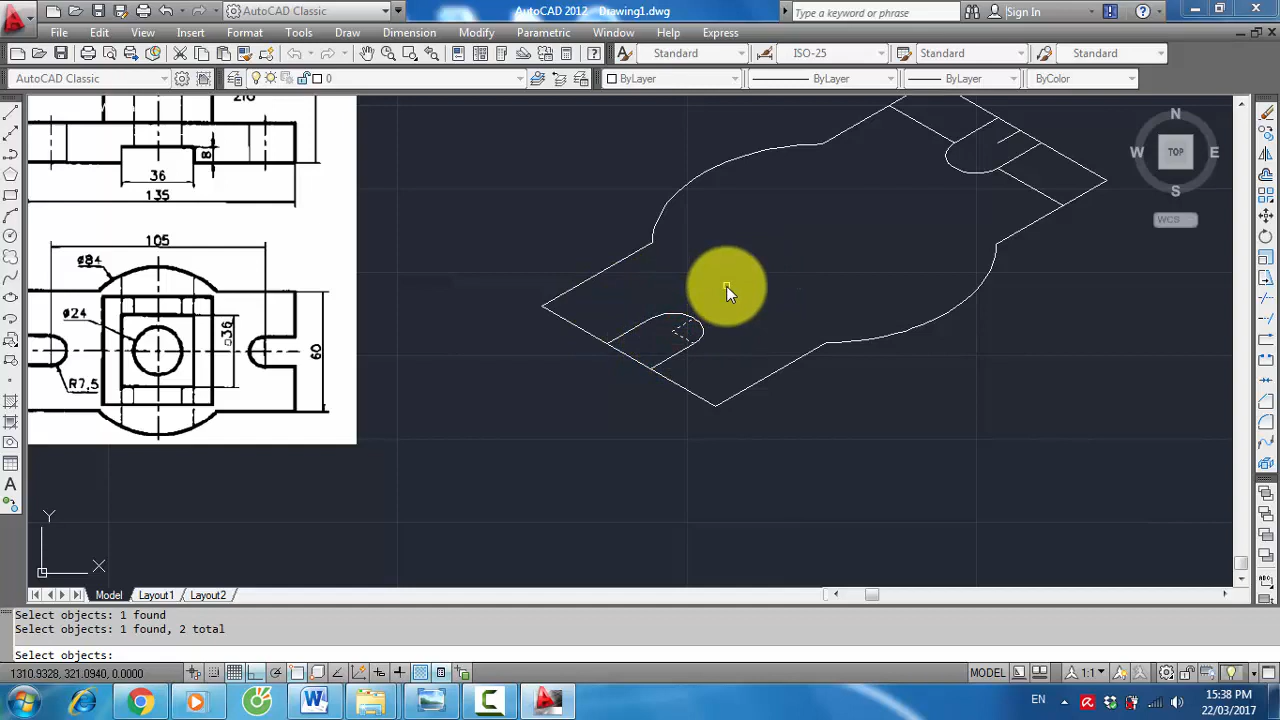 AutoCAD Classic
AutoCAD 2012 - Drawing1.dwg
Type a keyword or phrase
Sign In
File Edit View Insert Format Tools Draw Dimension Modify Parametric Window Help Express
Standard ISO-25 Standard Standard
AutoCAD Classic 0 ByLayer ByLayer ByLayer ByColor
210
8
36
135
105
ø84
ø24
□36
60
R7,5
N
W TOP E
S
WCS
Y
X
Model Layout1 Layout2
Select objects: 1 found
Select objects: 1 found, 2 total
Select objects:
1310.9328, 321.0940, 0.0000
MODEL 1:1
EN
15:38 PM
22/03/2017